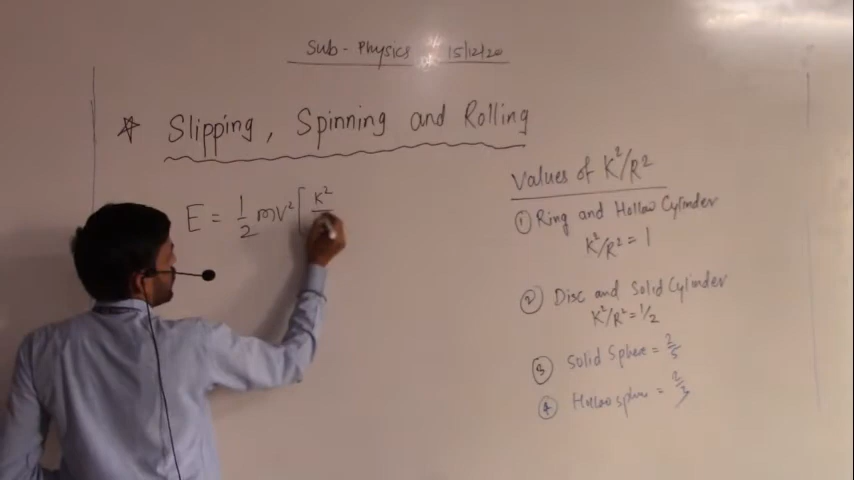 Sub - Physics 15/12/20
☆ Slipping, Spinning and Rolling
E = 1/2 mv² [ K²/
Values of K²/R²
① Ring and Hollow Cylinder
K²/R² = 1
② Disc and Solid Cylinder
K²/R² = 1/2
③ Solid Sphere = 2/5
④ Hollow sphere = 2/3